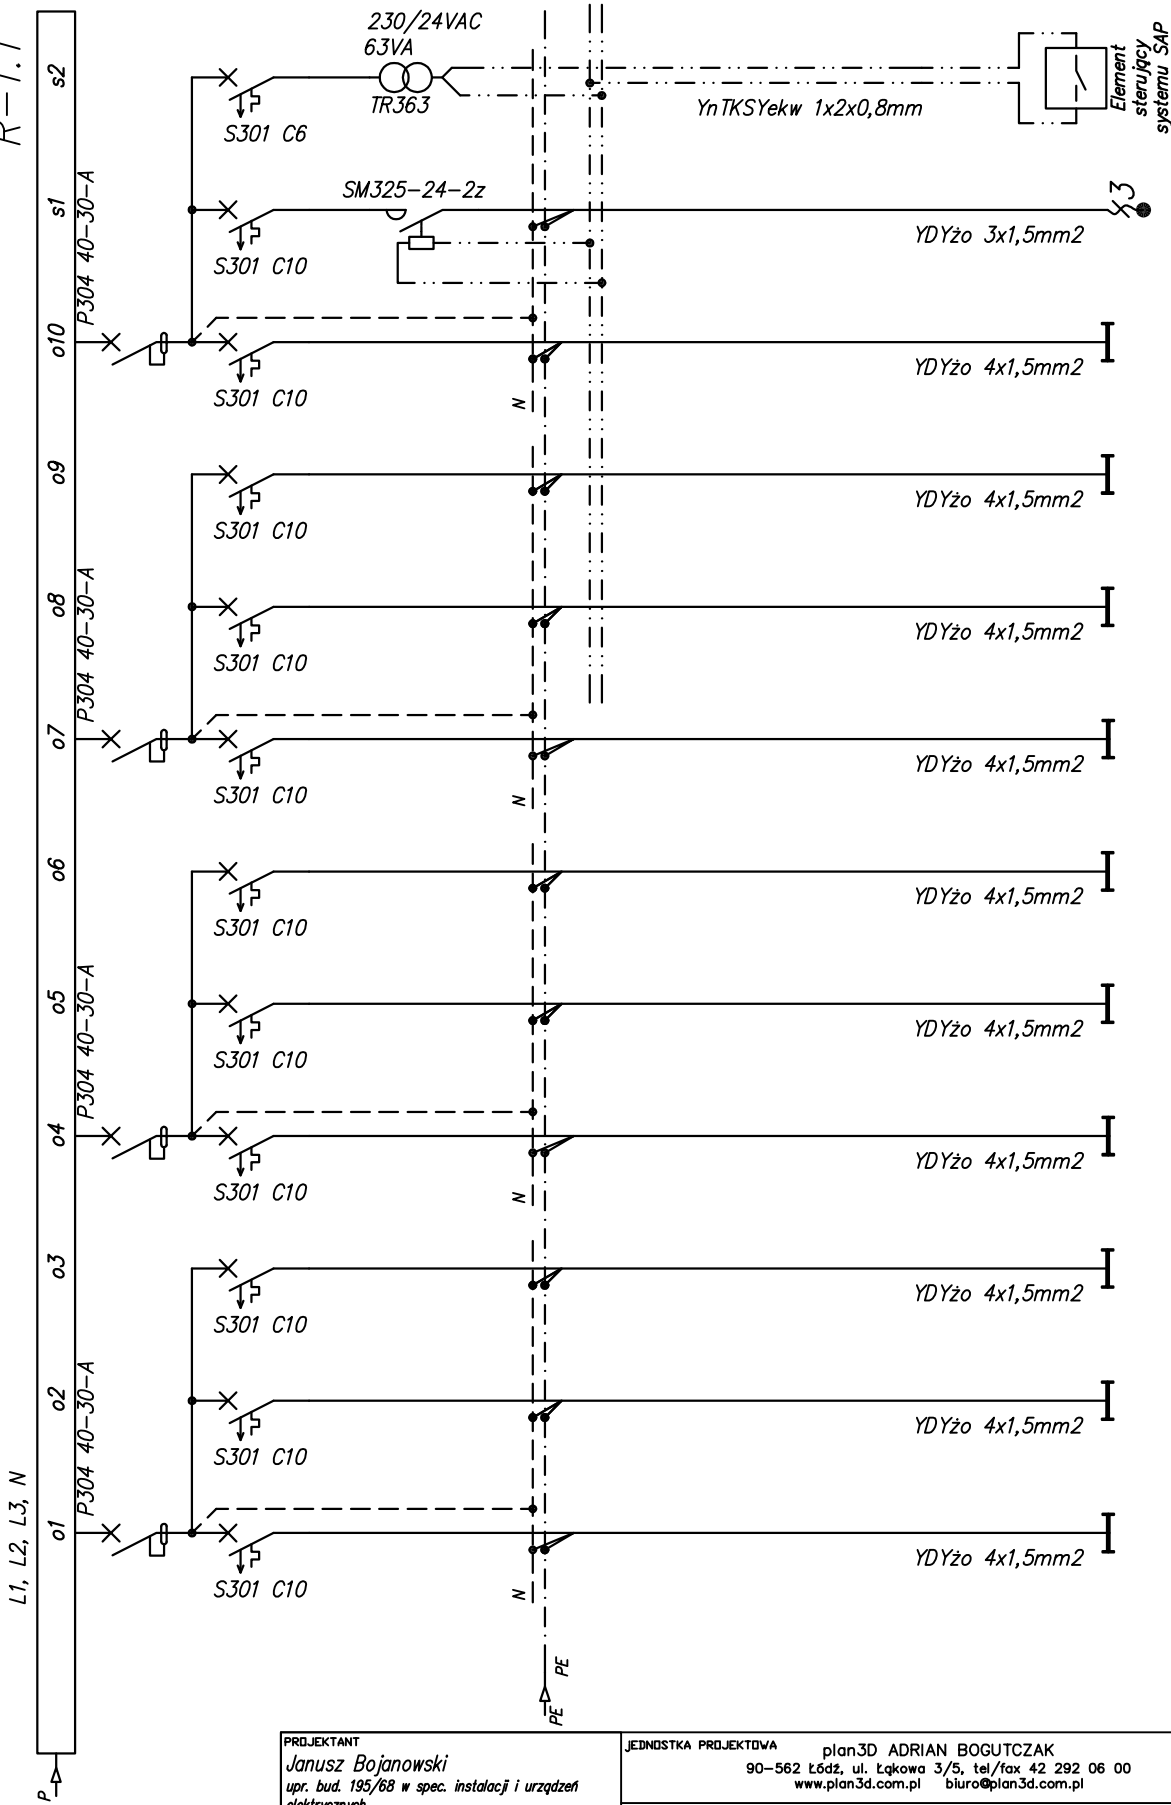 R-1.1
230/24VAC
63VA
TR363
s2
S301 C6
YnTKSYekw 1x2x0,8mm
Element
sterujący
systemu SAP
P304 40-30-A
s1
SM325-24-2z
S301 C10
YDYżo 3x1,5mm2
3
o10
S301 C10
N
YDYżo 4x1,5mm2
o9
S301 C10
YDYżo 4x1,5mm2
P304 40-30-A
o8
S301 C10
YDYżo 4x1,5mm2
o7
S301 C10
N
YDYżo 4x1,5mm2
o6
S301 C10
YDYżo 4x1,5mm2
P304 40-30-A
o5
S301 C10
YDYżo 4x1,5mm2
o4
S301 C10
N
YDYżo 4x1,5mm2
o3
S301 C10
YDYżo 4x1,5mm2
P304 40-30-A
o2
S301 C10
YDYżo 4x1,5mm2
L1, L2, L3, N
o1
S301 C10
N
YDYżo 4x1,5mm2
PE
PE
P
PROJEKTANT
Janusz Bojanowski
upr. bud. 195/68 w spec. instalacji i urządzeń
elektrycznych
JEDNOSTKA PROJEKTOWA
plan3D ADRIAN BOGUTCZAK
90-562 Łódź, ul. Łąkowa 3/5, tel/fax 42 292 06 00
www.plan3d.com.pl biuro@plan3d.com.pl